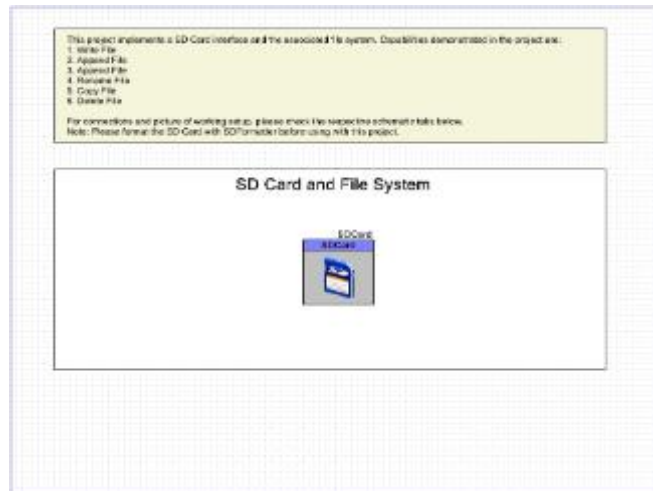 This project implements a SD Card interface and the associated file system. Capabilities demonstrated in the project are:
1. Write File
2. Append File
3. Append File
4. Rename File
5. Copy File
6. Delete File
For connections and picture of working setup, please check the respective schematic tabs below.
Note: Please format the SD Card with SDFormatter before using with this project.
SD Card and File System
SDCard
SDCard